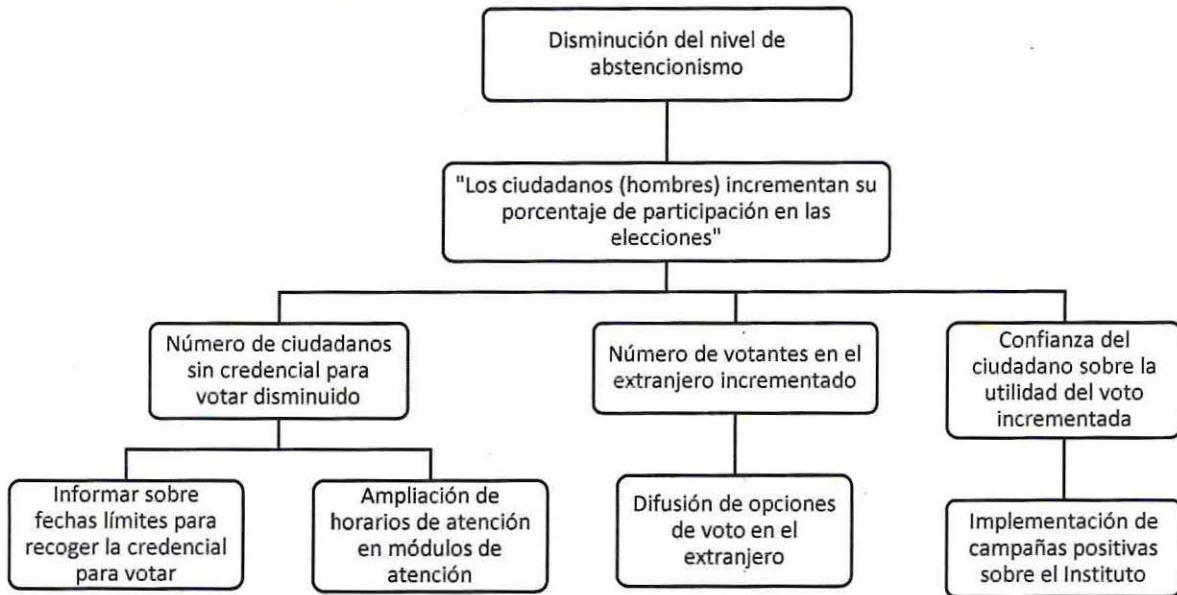 Disminución del nivel de
abstencionismo
"Los ciudadanos (hombres) incrementan su
porcentaje de participación en las
elecciones"
Número de ciudadanos
sin credencial para
votar disminuido
Número de votantes en el
extranjero incrementado
Confianza del
ciudadano sobre la
utilidad del voto
incrementada
Informar sobre
fechas límites para
recoger la credencial
para votar
Ampliación de
horarios de atención
en módulos de
atención
Difusión de opciones
de voto en el
extranjero
Implementación de
campañas positivas
sobre el Instituto